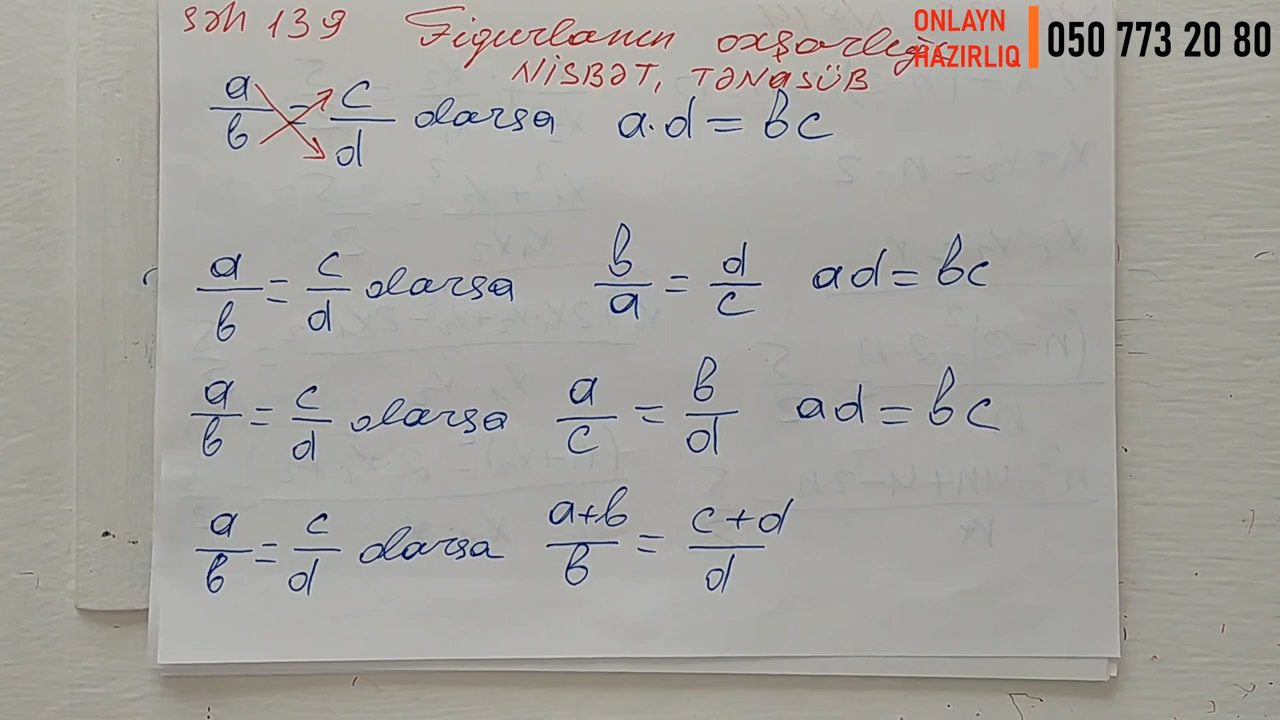 səh 139 Fiqurların oxşarlığı
NİSBƏT, TƏNASÜB
ONLAYN HAZIRLIQ | 050 773 20 80
a/b = c/d olarsa a·d = bc
a/b = c/d olarsa b/a = d/c ad = bc
a/b = c/d olarsa a/c = b/d ad = bc
a/b = c/d olarsa a+b/b = c+d/d